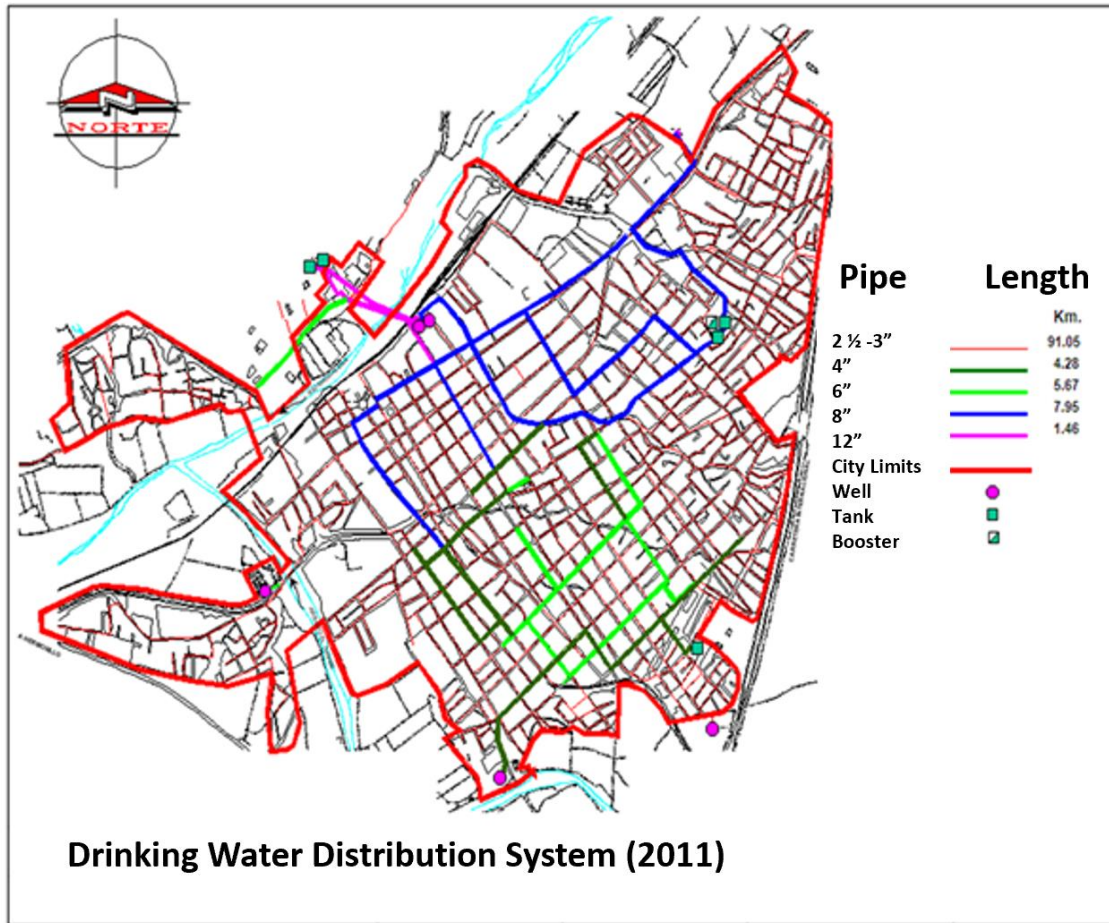 NORTE
Pipe Length
Km.
2 ½ -3” 91.05
4” 4.28
6” 5.67
8” 7.95
12” 1.46
City Limits
Well
Tank
Booster
Drinking Water Distribution System (2011)